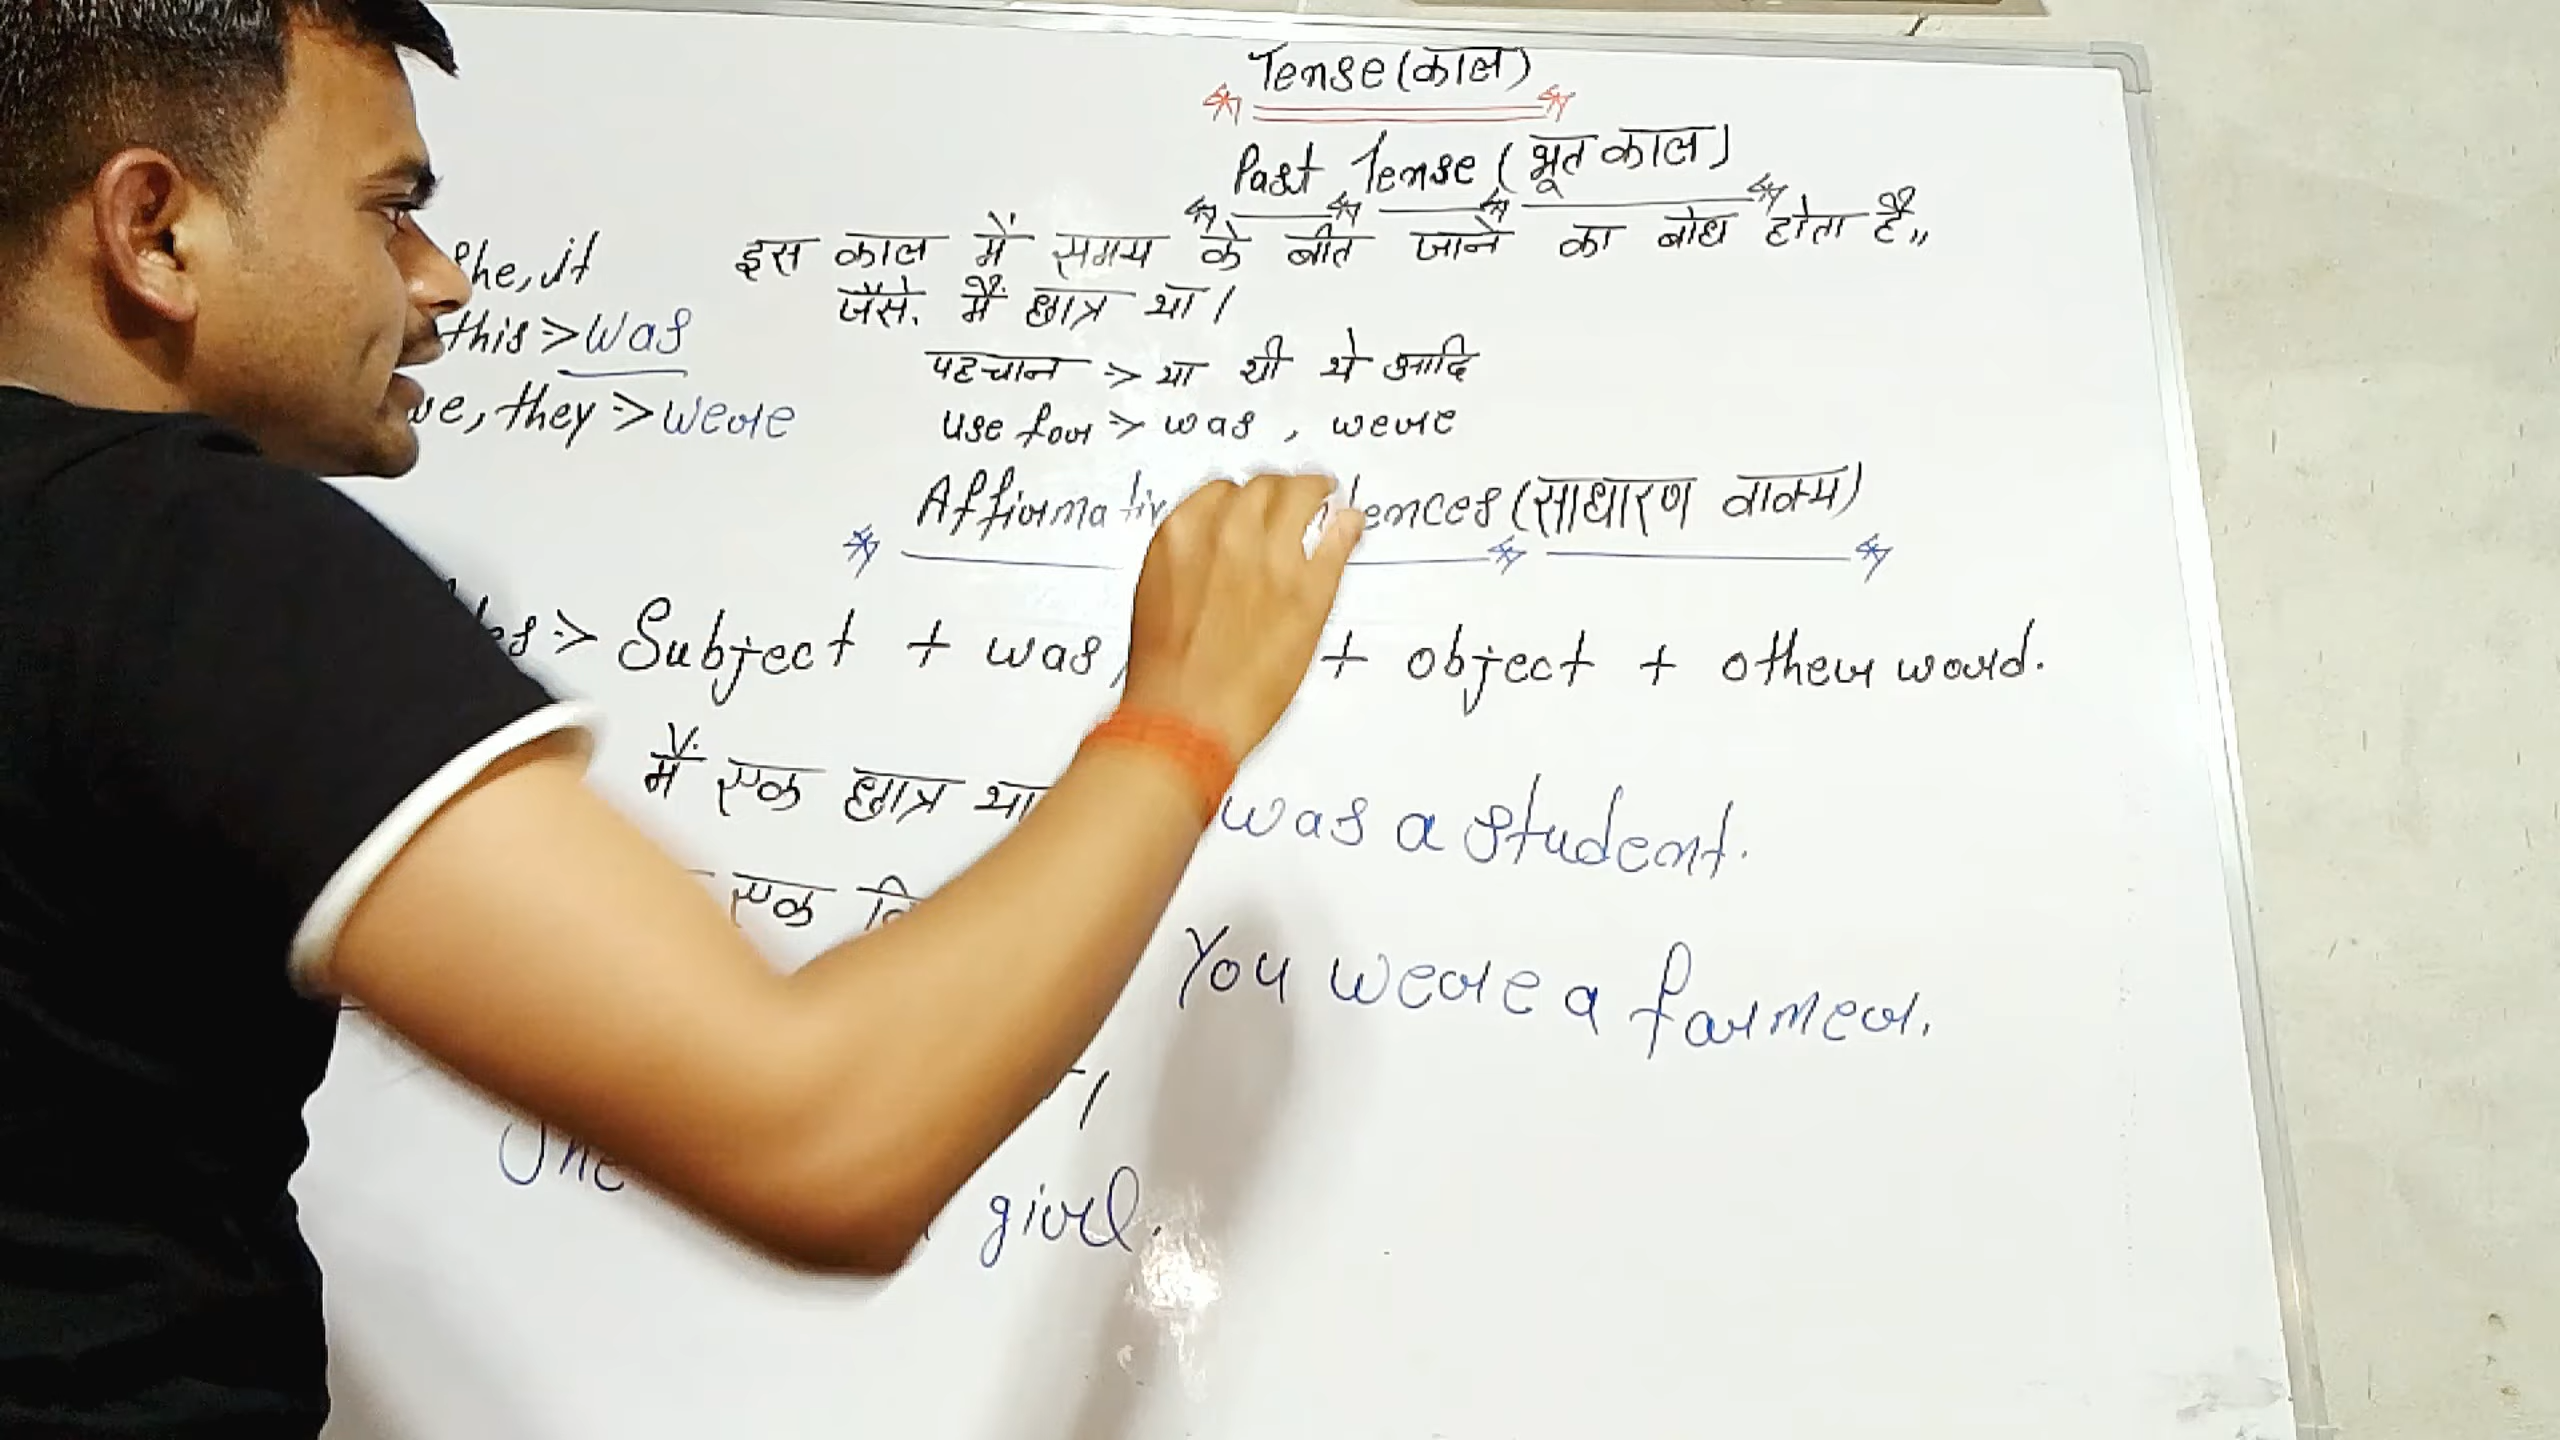 Tense (काल)
Past Tense (भूत काल)
इस काल में समय के बीत जाने का बोध होता है,,
जैसे. मैं छात्र था।
she, it
this => was
we, they => were
पहचान => था थी थे आदि
use for => was, were
Affirmative Sentences (साधारण वाक्य)
=> Subject + was, + object + other word.
मैं एक छात्र था
was a student.
एक
You were a farmer.
She girl.